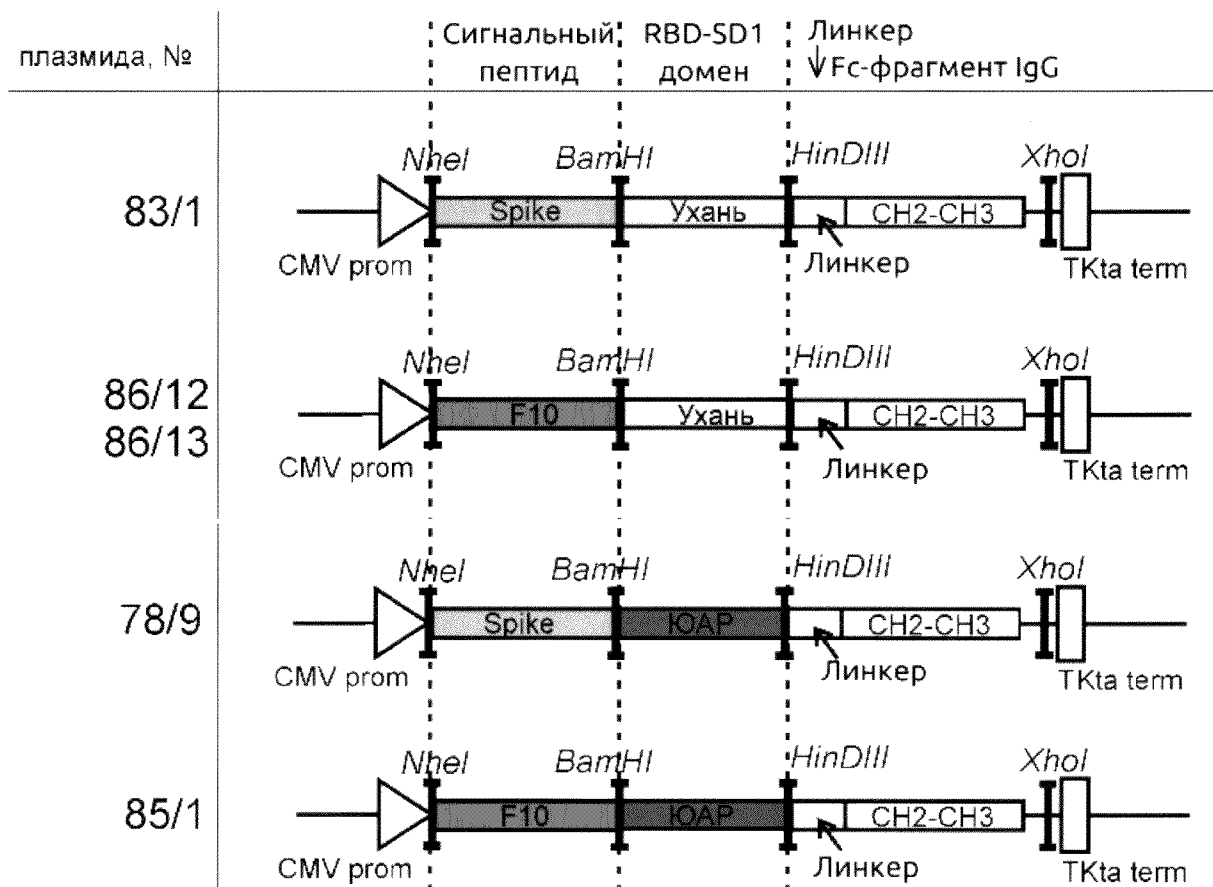 плазмида, №
Сигнальный пептид
RBD-SD1 домен
Линкер
Fc-фрагмент IgG
NheI BamHI HinDIII XhoI
83/1
Spike Ухань CH2-CH3
CMV prom Линкер TKta term
NheI BamHI HinDIII XhoI
86/12
86/13
F10 Ухань CH2-CH3
CMV prom Линкер TKta term
NheI BamHI HinDIII XhoI
78/9
Spike ЮАР CH2-CH3
CMV prom Линкер TKta term
NheI BamHI HinDIII XhoI
85/1
F10 ЮАР CH2-CH3
CMV prom Линкер TKta term